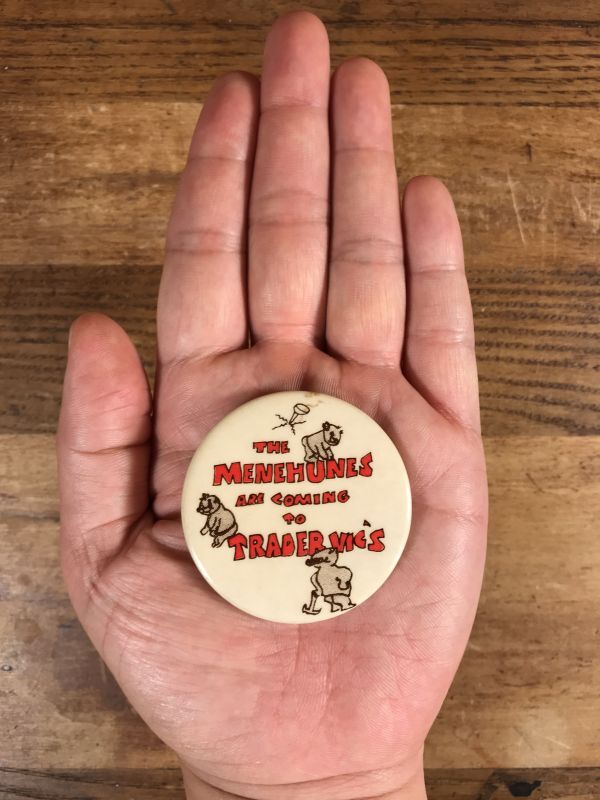 THE
MENEHUNES
ARE COMING
TO
TRADER VIC'S